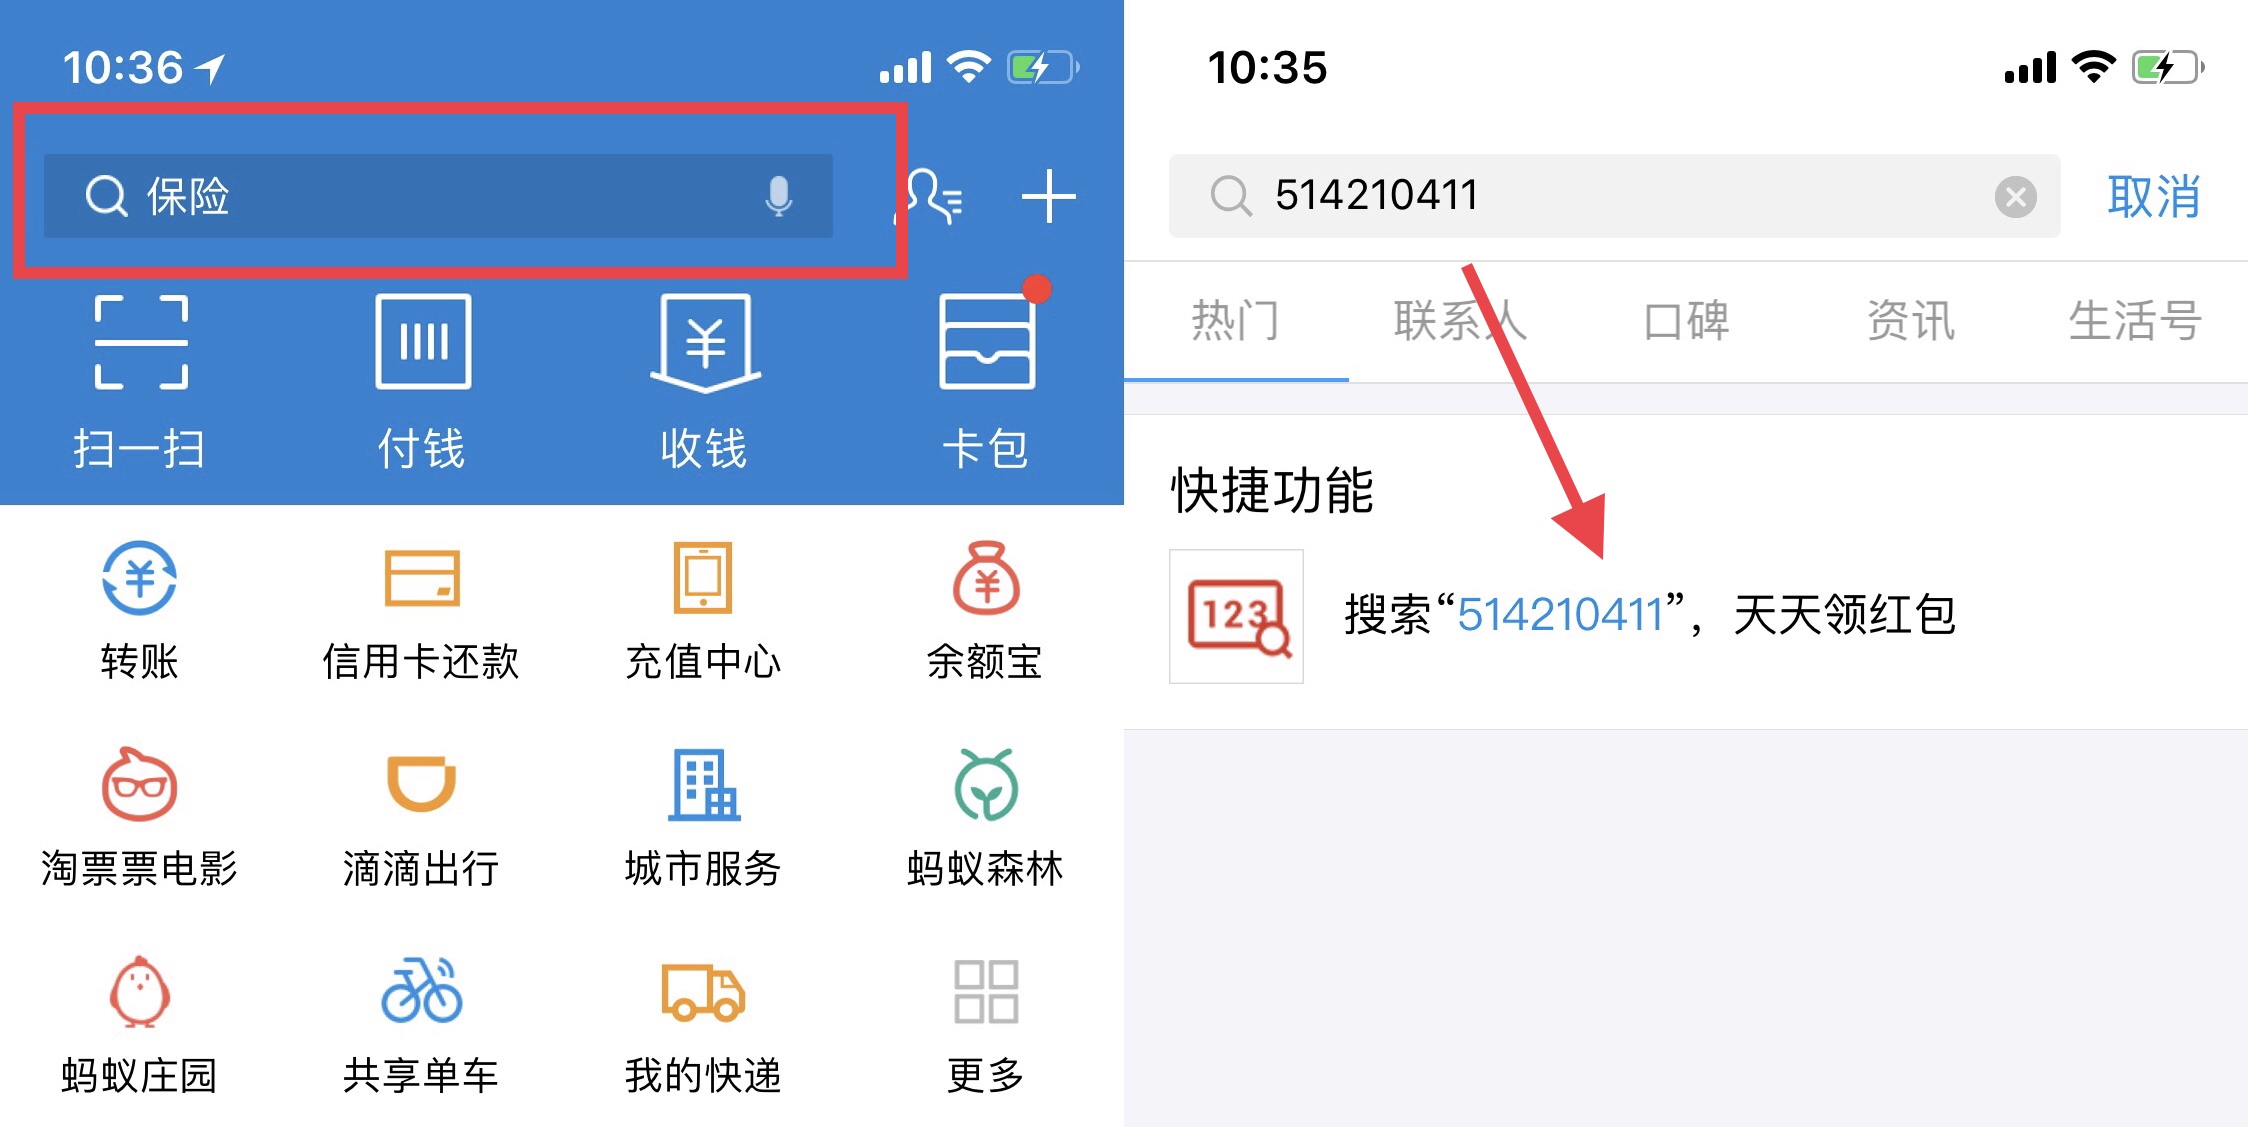 10:36
保险
扫一扫
付钱
收钱
卡包
转账
信用卡还款
充值中心
余额宝
淘票票电影
滴滴出行
城市服务
蚂蚁森林
蚂蚁庄园
共享单车
我的快递
更多
10:35
514210411
取消
热门
联系人
口碑
资讯
生活号
快捷功能
123
搜索“514210411”，天天领红包